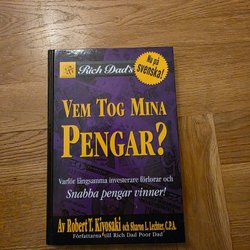 Rich Dad's
Nu på
svenska!
VEM TOG MINA
PENGAR?
Varför långsamma investerare förlorar och
Snabba pengar vinner!
Av Robert T. Kiyosaki och Sharon L. Lechter, C.P.A.
Författarna till Rich Dad Poor Dad